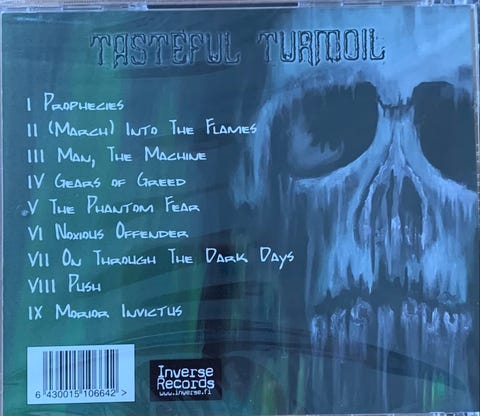 TASTEFUL TURMOIL
I PROPHECIES
II (MARCH) INTO THE FLAMES
III MAN, THE MACHINE
IV GEARS OF GREED
V THE PHANTOM FEAR
VI NOXIOUS OFFENDER
VII ON THROUGH THE DARK DAYS
VIII PUSH
IX MORIOR INVICTUS
6 430015 106642 >
Inverse
Records
www.inverse.fi